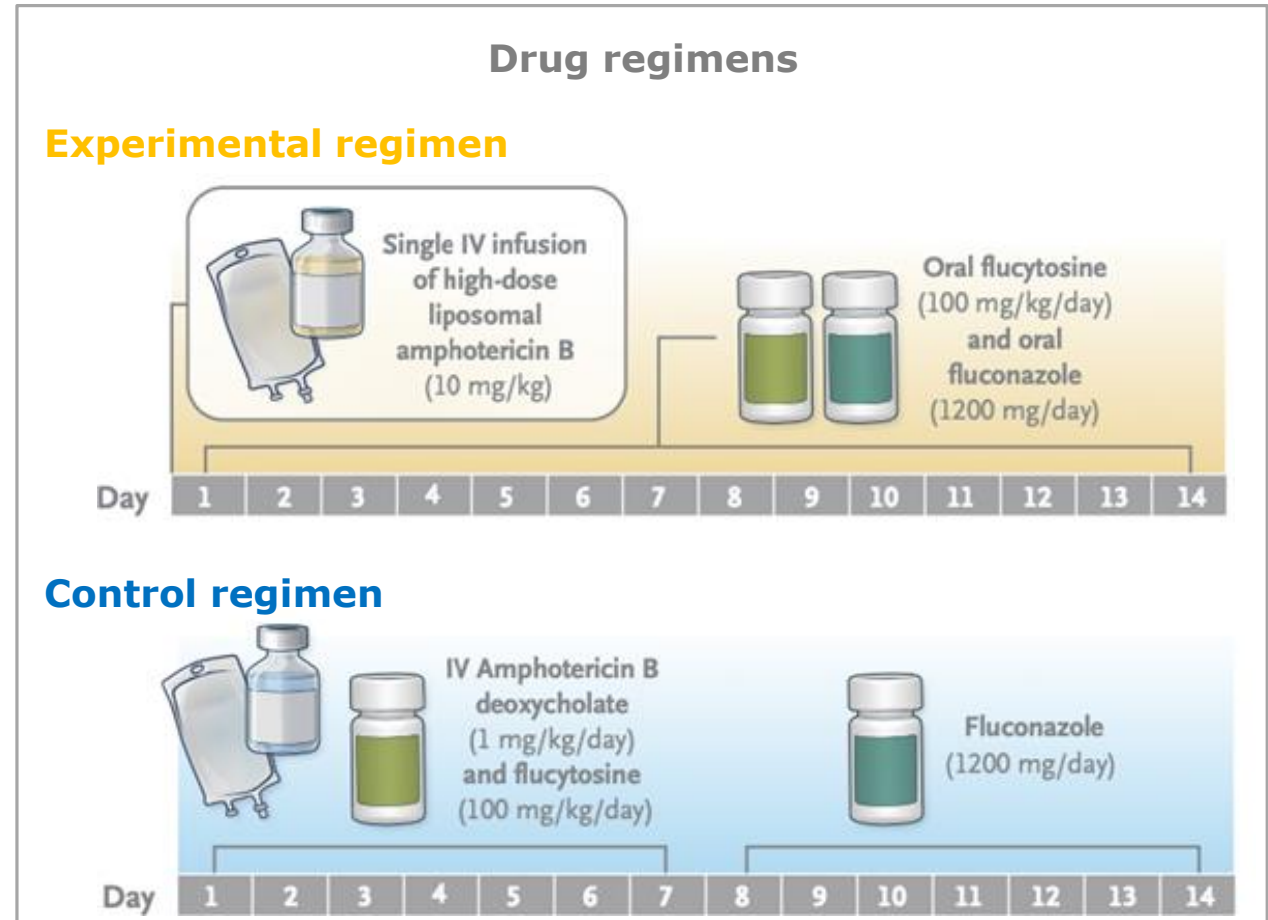 Drug regimens
Experimental regimen
Single IV infusion
of high-dose
liposomal
amphotericin B
(10 mg/kg)
Oral flucytosine
(100 mg/kg/day)
and oral
fluconazole
(1200 mg/day)
Day 1 2 3 4 5 6 7 8 9 10 11 12 13 14
Control regimen
IV Amphotericin B
deoxycholate
(1 mg/kg/day)
and flucytosine
(100 mg/kg/day)
Fluconazole
(1200 mg/day)
Day 1 2 3 4 5 6 7 8 9 10 11 12 13 14